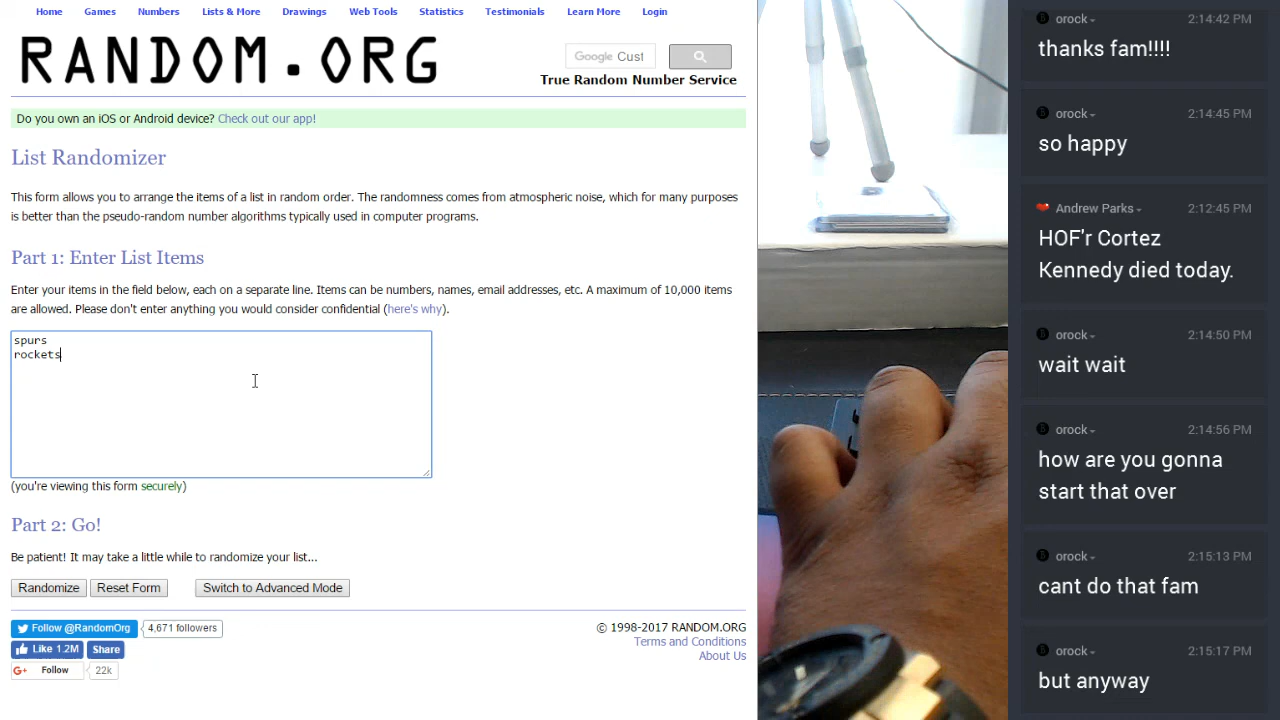 Home Games Numbers Lists & More Drawings Web Tools Statistics Testimonials Learn More Login
RANDOM.ORG
Google Cust
True Random Number Service
Do you own an iOS or Android device? Check out our app!
List Randomizer
This form allows you to arrange the items of a list in random order. The randomness comes from atmospheric noise, which for many purposes
is better than the pseudo-random number algorithms typically used in computer programs.
Part 1: Enter List Items
Enter your items in the field below, each on a separate line. Items can be numbers, names, email addresses, etc. A maximum of 10,000 items
are allowed. Please don't enter anything you would consider confidential (here's why).
spurs
rockets
(you're viewing this form securely)
Part 2: Go!
Be patient! It may take a little while to randomize your list...
Randomize Reset Form Switch to Advanced Mode
Follow @RandomOrg 4,671 followers
Like 1.2M Share
G+ Follow 22k
© 1998-2017 RANDOM.ORG
Terms and Conditions
About Us
orock 2:14:42 PM
thanks fam!!!!
orock 2:14:45 PM
so happy
Andrew Parks 2:12:45 PM
HOF'r Cortez
Kennedy died today.
orock 2:14:50 PM
wait wait
orock 2:14:56 PM
how are you gonna
start that over
orock 2:15:13 PM
cant do that fam
orock 2:15:17 PM
but anyway